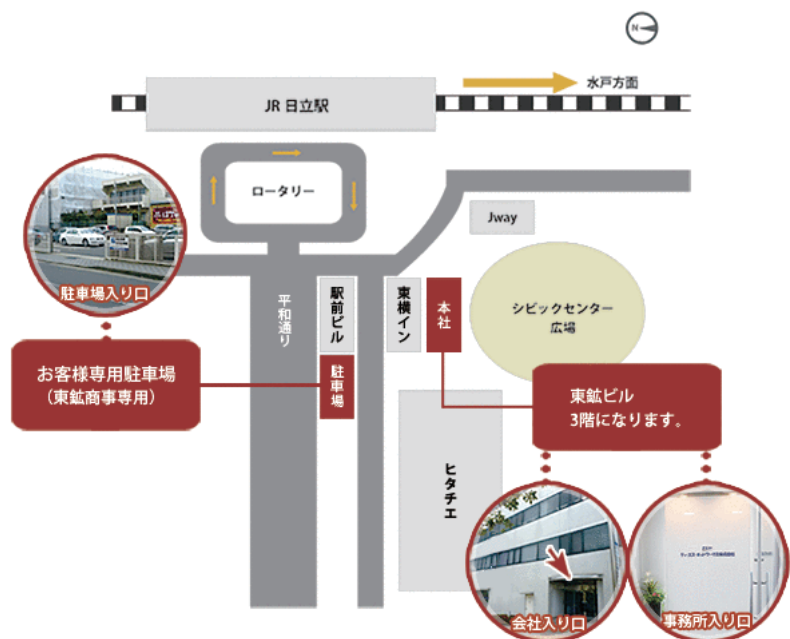 N
水戸方面
JR 日立駅
ロータリー
Jway
駐車場入り口
平和通り
駅前ビル
東横イン
本社
シビックセンター
広場
お客様専用駐車場
（東鉱商事専用）
駐車場
東鉱ビル
3階になります。
ヒタチエ
会社入り口
事務所入り口